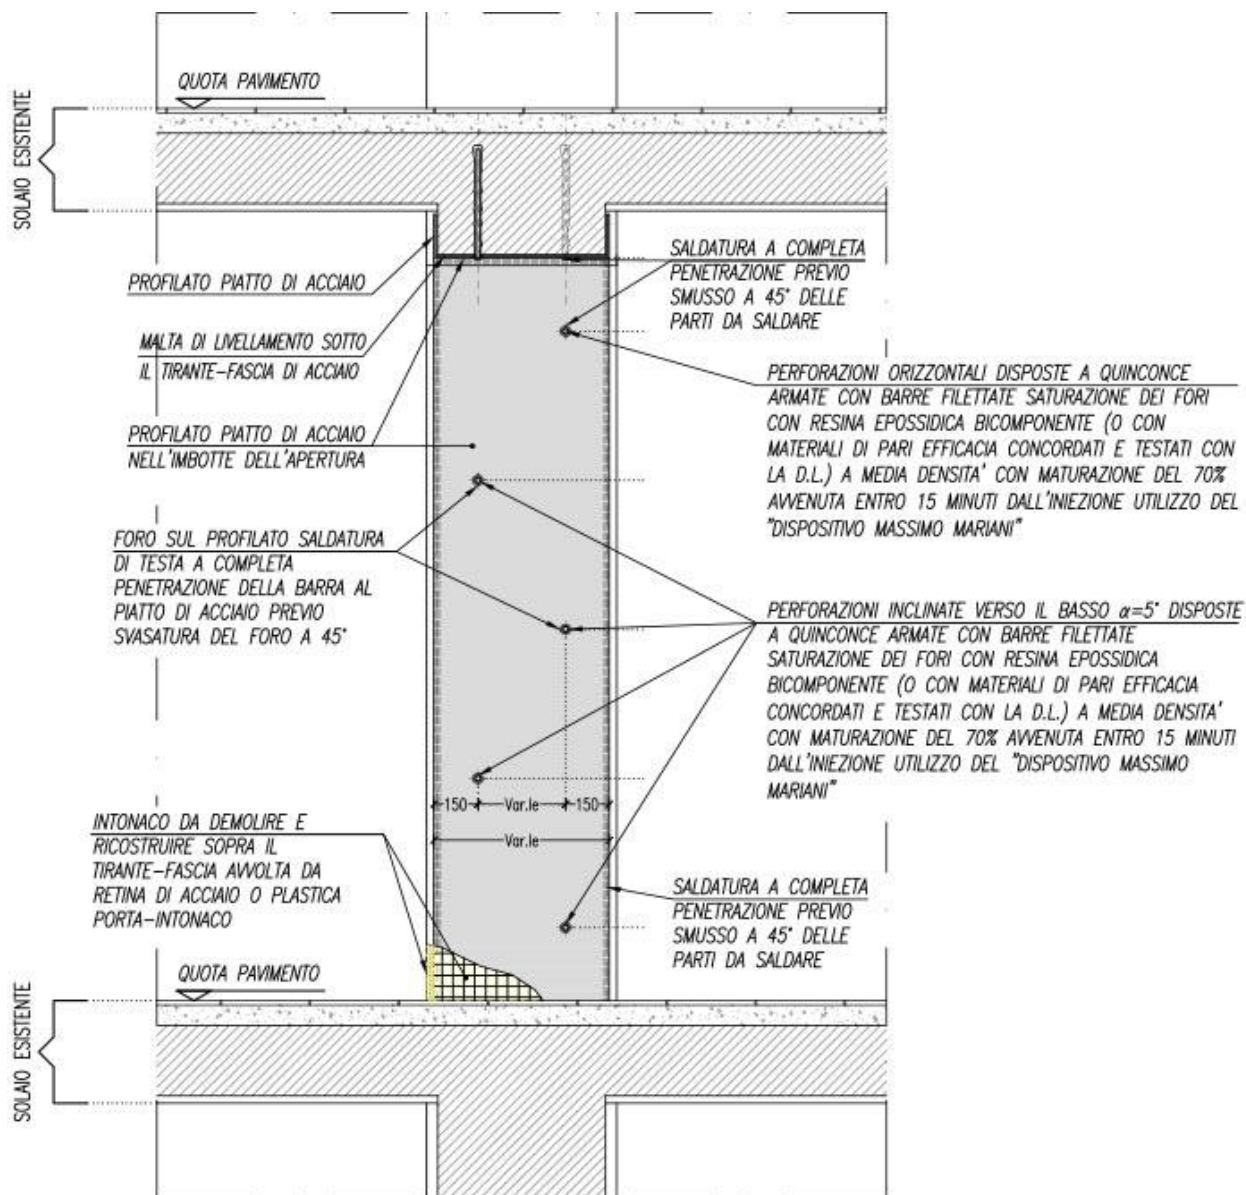 QUOTA PAVIMENTO
SOLAIO ESISTENTE
PROFILATO PIATTO DI ACCIAIO
MALTA DI LIVELLAMENTO SOTTO
IL TIRANTE-FASCIA DI ACCIAIO
PROFILATO PIATTO DI ACCIAIO
NELL'IMBOTTE DELL'APERTURA
FORO SUL PROFILATO SALDATURA
DI TESTA A COMPLETA
PENETRAZIONE DELLA BARRA AL
PIATTO DI ACCIAIO PREVIO
SVASATURA DEL FORO A 45°
SALDATURA A COMPLETA
PENETRAZIONE PREVIO
SMUSSO A 45° DELLE
PARTI DA SALDARE
PERFORAZIONI ORIZZONTALI DISPOSTE A QUINCONCE
ARMATE CON BARRE FILETTATE SATURAZIONE DEI FORI
CON RESINA EPOSSIDICA BICOMPONENTE (O CON
MATERIALI DI PARI EFFICACIA CONCORDATI E TESTATI CON
LA D.L.) A MEDIA DENSITA' CON MATURAZIONE DEL 70%
AVVENUTA ENTRO 15 MINUTI DALL'INIEZIONE UTILIZZO DEL
"DISPOSITIVO MASSIMO MARIANI"
PERFORAZIONI INCLINATE VERSO IL BASSO α=5° DISPOSTE
A QUINCONCE ARMATE CON BARRE FILETTATE
SATURAZIONE DEI FORI CON RESINA EPOSSIDICA
BICOMPONENTE (O CON MATERIALI DI PARI EFFICACIA
CONCORDATI E TESTATI CON LA D.L.) A MEDIA DENSITA'
CON MATURAZIONE DEL 70% AVVENUTA ENTRO 15 MINUTI
DALL'INIEZIONE UTILIZZO DEL "DISPOSITIVO MASSIMO
MARIANI"
150 Var.le 150
Var.le
INTONACO DA DEMOLIRE E
RICOSTRUIRE SOPRA IL
TIRANTE-FASCIA AVVOLTA DA
RETINA DI ACCIAIO O PLASTICA
PORTA-INTONACO
SALDATURA A COMPLETA
PENETRAZIONE PREVIO
SMUSSO A 45° DELLE
PARTI DA SALDARE
QUOTA PAVIMENTO
SOLAIO ESISTENTE